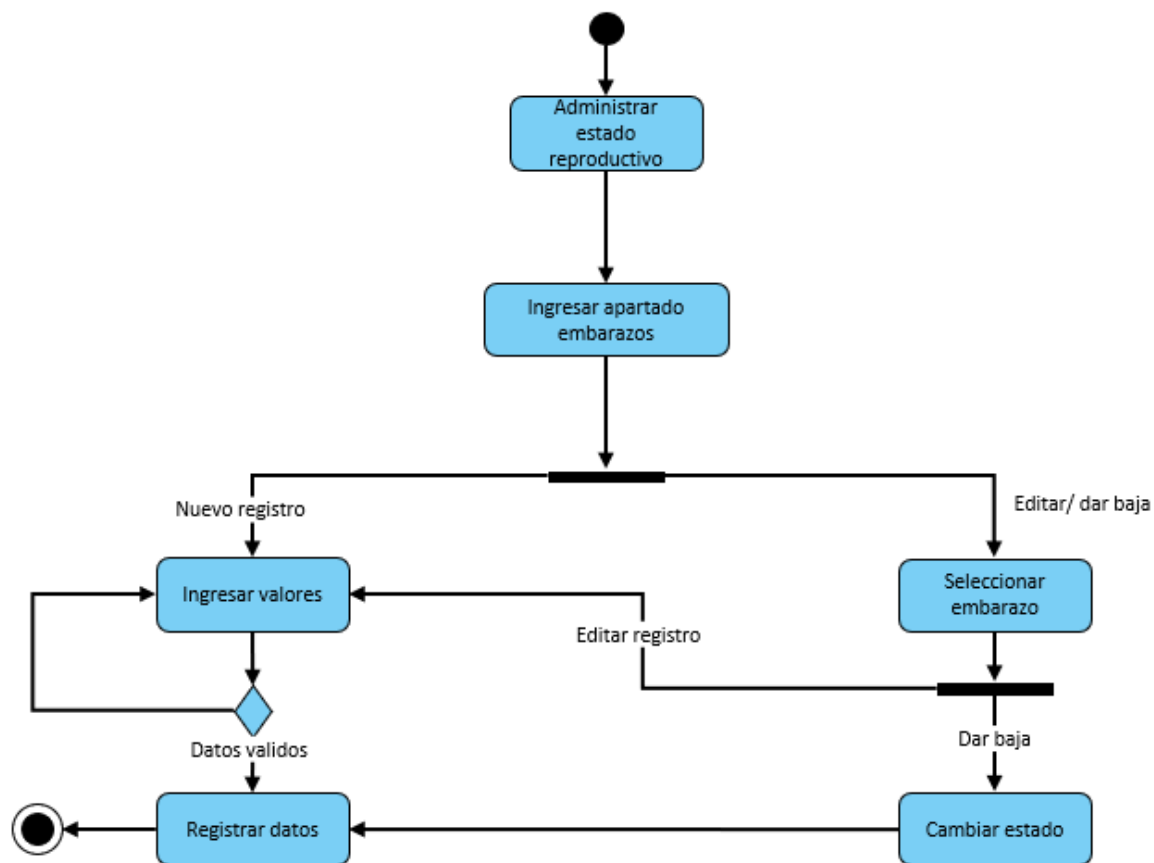 Administrar
estado
reproductivo
Ingresar apartado
embarazos
Nuevo registro
Editar/ dar baja
Ingresar valores
Seleccionar
embarazo
Editar registro
Datos validos
Dar baja
Registrar datos
Cambiar estado